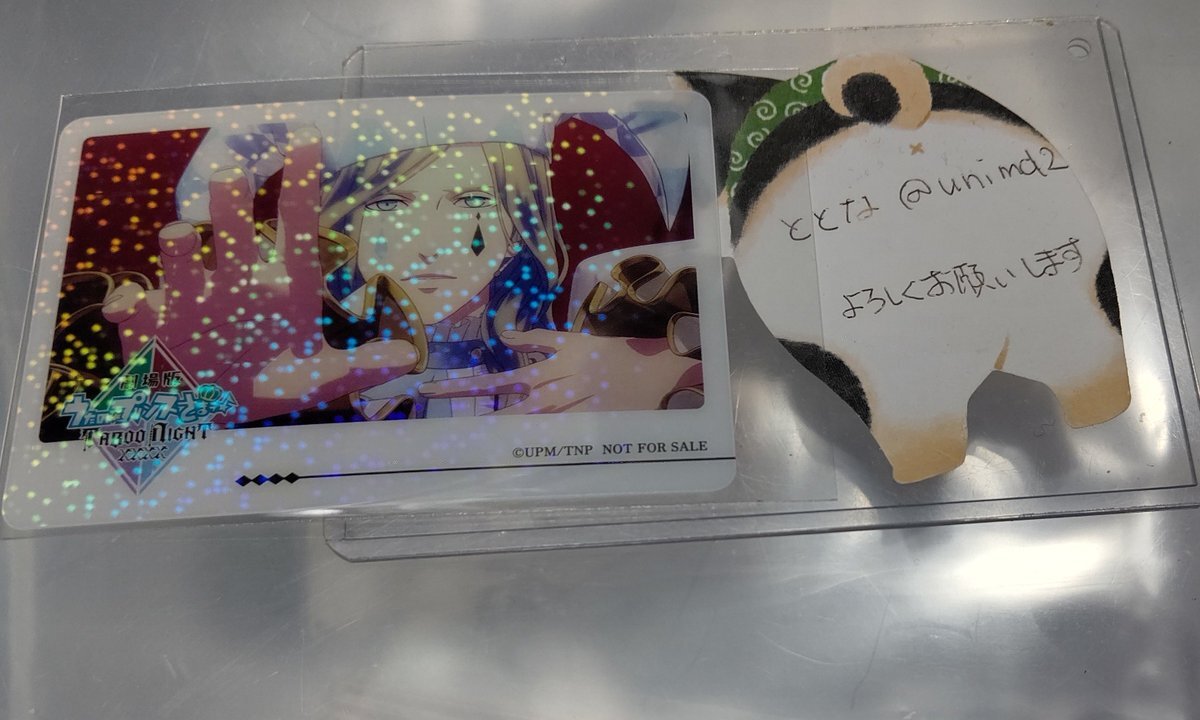 劇場版
うたの☆プリンスさまっ♪
TABOO NIGHT
XXXX
©UPM/TNP NOT FOR SALE
ととな @unimd2
よろしくお願いします